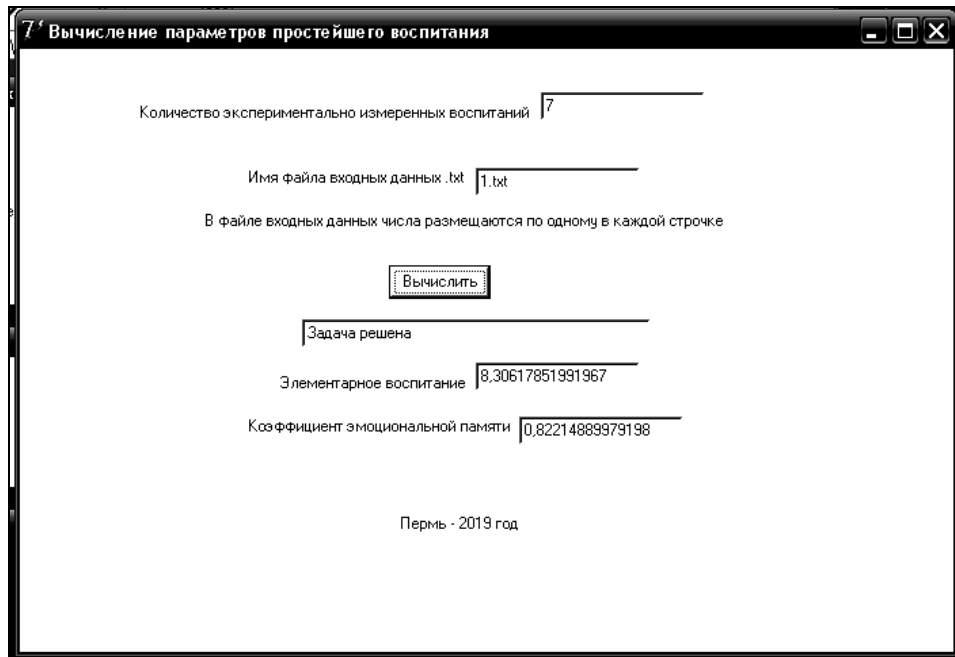 Вычисление параметров простейшего воспитания
Количество экспериментально измеренных воспитаний 7
Имя файла входных данных .txt 1.txt
В файле входных данных числа размещаются по одному в каждой строчке
Вычислить
Задача решена
Элементарное воспитание 8,30617851991967
Коэффициент эмоциональной памяти 0,82214889979198
Пермь - 2019 год